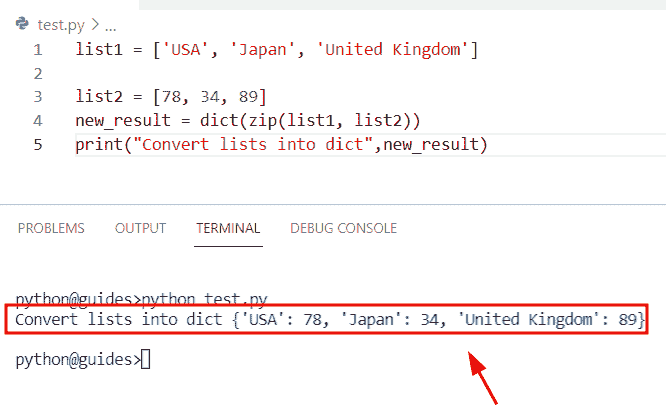 test.py > ...
1 list1 = ['USA', 'Japan', 'United Kingdom']
2
3 list2 = [78, 34, 89]
4 new_result = dict(zip(list1, list2))
5 print("Convert lists into dict",new_result)
PROBLEMS OUTPUT TERMINAL DEBUG CONSOLE
python@guides>python test.py
Convert lists into dict {'USA': 78, 'Japan': 34, 'United Kingdom': 89}
python@guides>